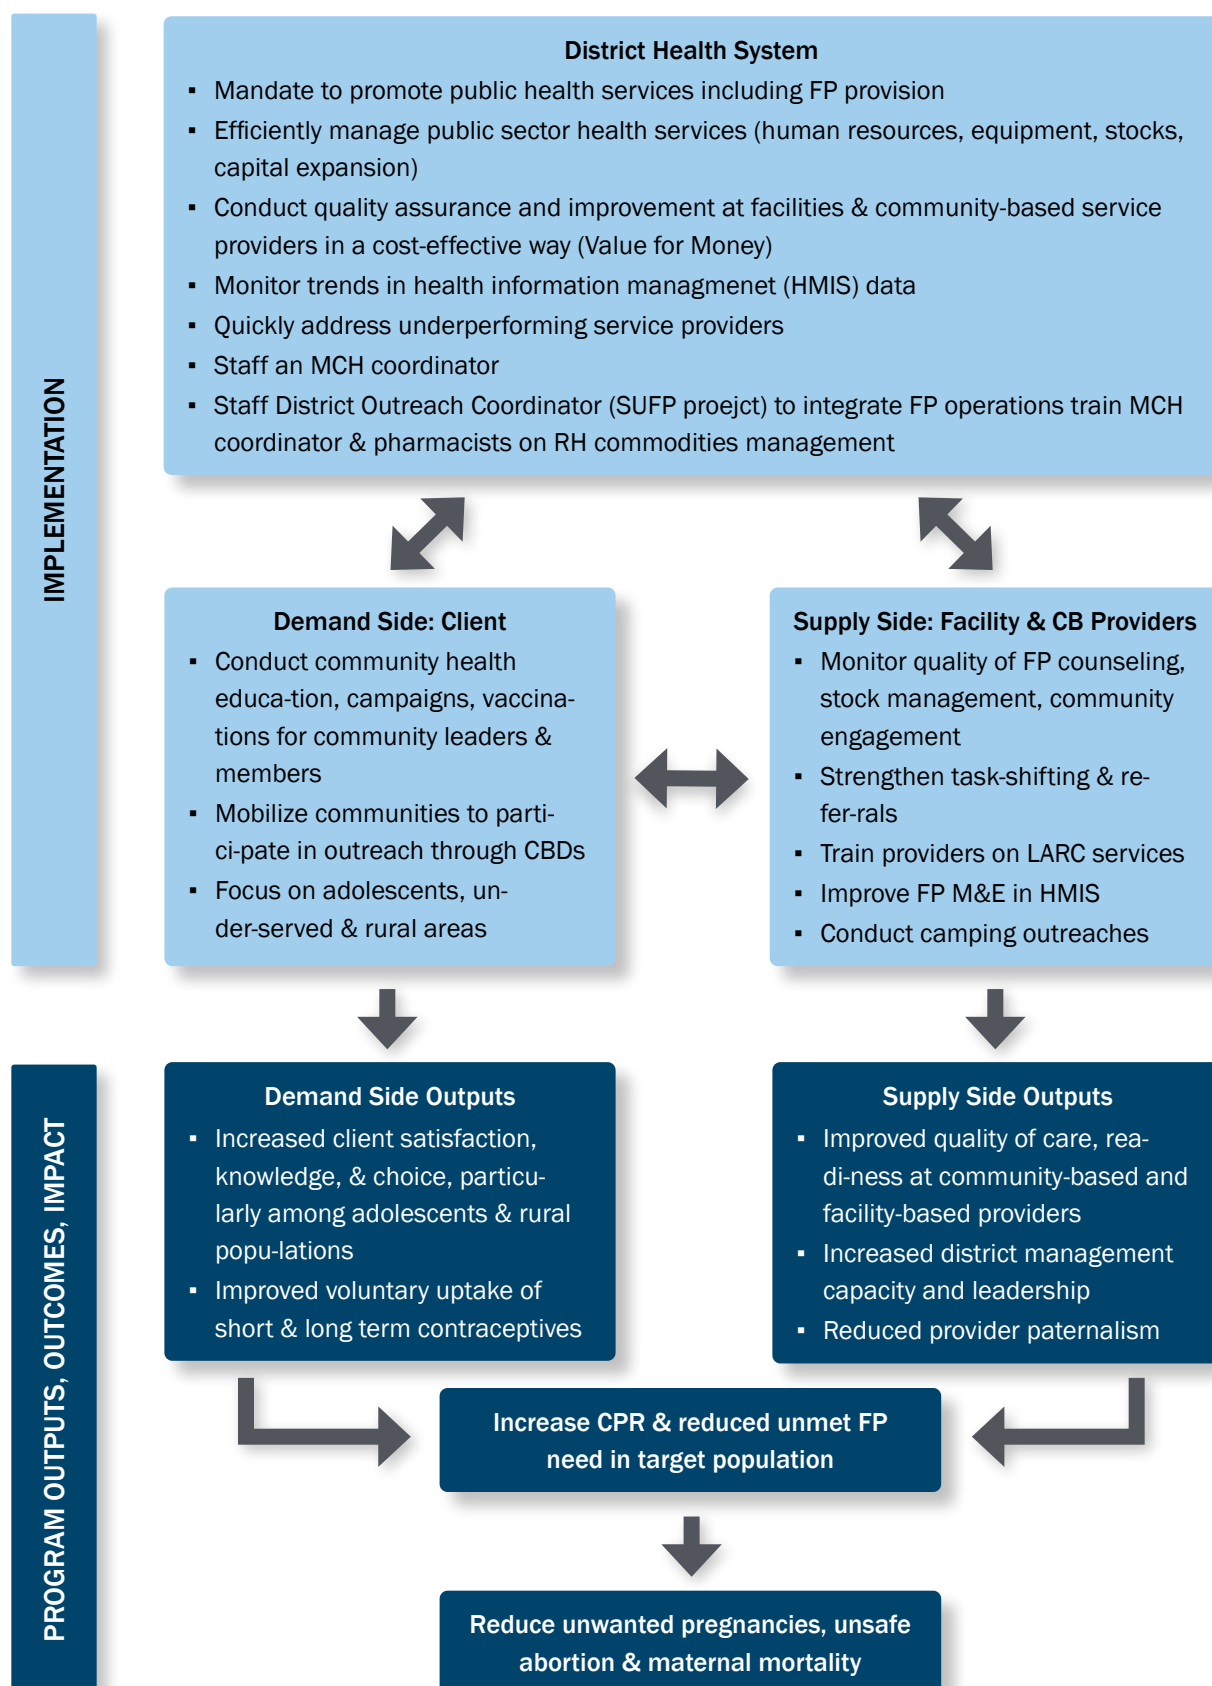 IMPLEMENTATION
District Health System
▪ Mandate to promote public health services including FP provision
▪ Efficiently manage public sector health services (human resources, equipment, stocks,
capital expansion)
▪ Conduct quality assurance and improvement at facilities & community-based service
providers in a cost-effective way (Value for Money)
▪ Monitor trends in health information managmenet (HMIS) data
▪ Quickly address underperforming service providers
▪ Staff an MCH coordinator
▪ Staff District Outreach Coordinator (SUFP proejct) to integrate FP operations train MCH
coordinator & pharmacists on RH commodities management
Demand Side: Client
▪ Conduct community health
educa-tion, campaigns, vaccina-
tions for community leaders &
members
▪ Mobilize communities to parti-
ci-pate in outreach through CBDs
▪ Focus on adolescents, un-
der-served & rural areas
Supply Side: Facility & CB Providers
▪ Monitor quality of FP counseling,
stock management, community
engagement
▪ Strengthen task-shifting & re-
fer-rals
▪ Train providers on LARC services
▪ Improve FP M&E in HMIS
▪ Conduct camping outreaches
PROGRAM OUTPUTS, OUTCOMES, IMPACT
Demand Side Outputs
▪ Increased client satisfaction,
knowledge, & choice, particu-
larly among adolescents & rural
popu-lations
▪ Improved voluntary uptake of
short & long term contraceptives
Supply Side Outputs
▪ Improved quality of care, rea-
di-ness at community-based and
facility-based providers
▪ Increased district management
capacity and leadership
▪ Reduced provider paternalism
Increase CPR & reduced unmet FP
need in target population
Reduce unwanted pregnancies, unsafe
abortion & maternal mortality